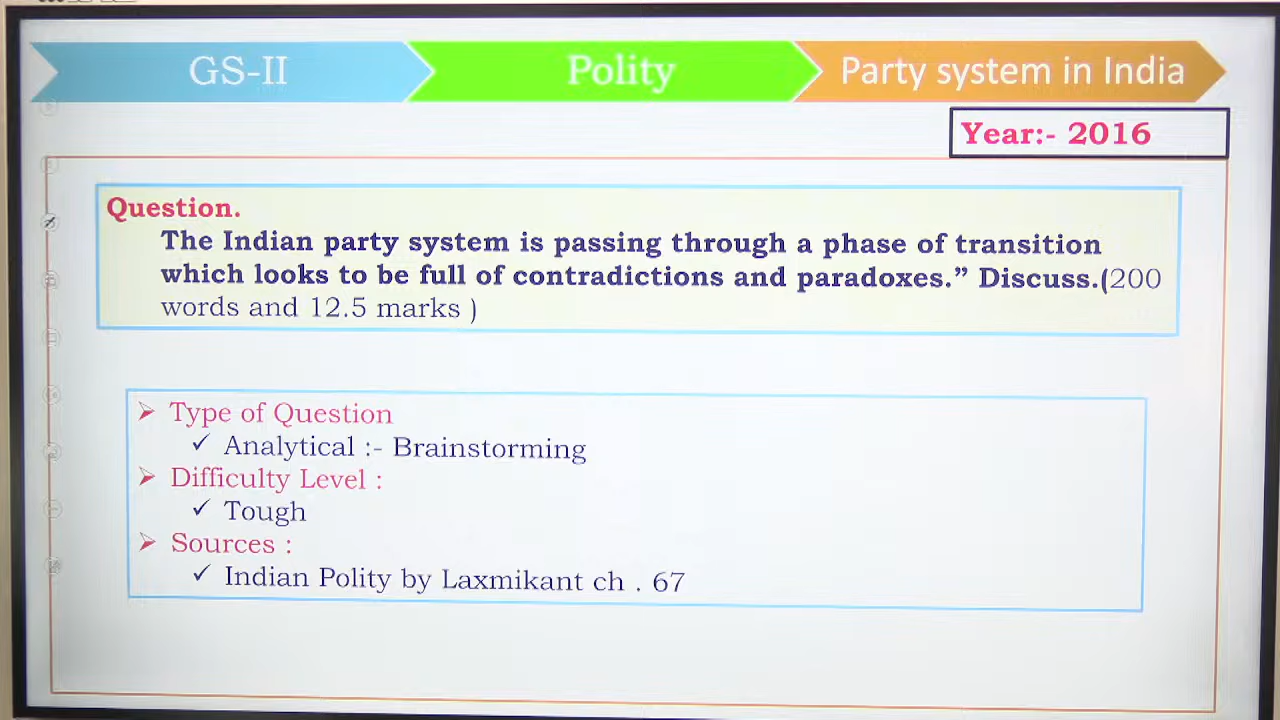 GS-II
Polity
Party system in India
Year:- 2016
Question.
The Indian party system is passing through a phase of transition
which looks to be full of contradictions and paradoxes.” Discuss.(200
words and 12.5 marks )
➢ Type of Question
✓ Analytical :- Brainstorming
➢ Difficulty Level :
✓ Tough
➢ Sources :
✓ Indian Polity by Laxmikant ch . 67